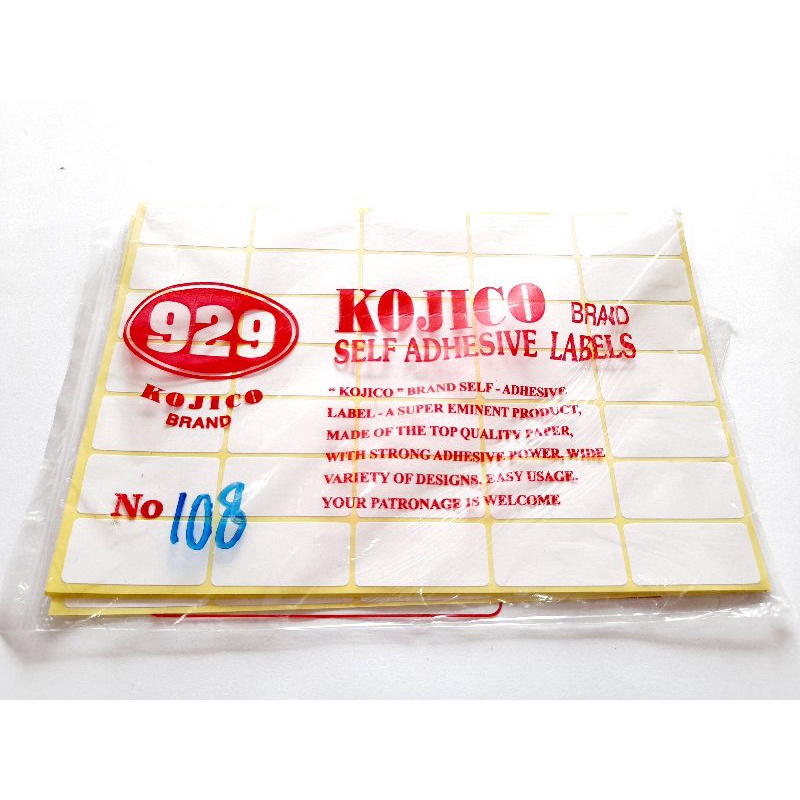 929
KOJICO
BRAND
No 108
KOJICO BRAND
SELF ADHESIVE LABELS
“ KOJICO ” BRAND SELF - ADHESIVE
LABEL - A SUPER EMINENT PRODUCT,
MADE OF THE TOP QUALITY PAPER,
WITH STRONG ADHESIVE POWER, WIDE
VARIETY OF DESIGNS, EASY USAGE.
YOUR PATRONAGE IS WELCOME